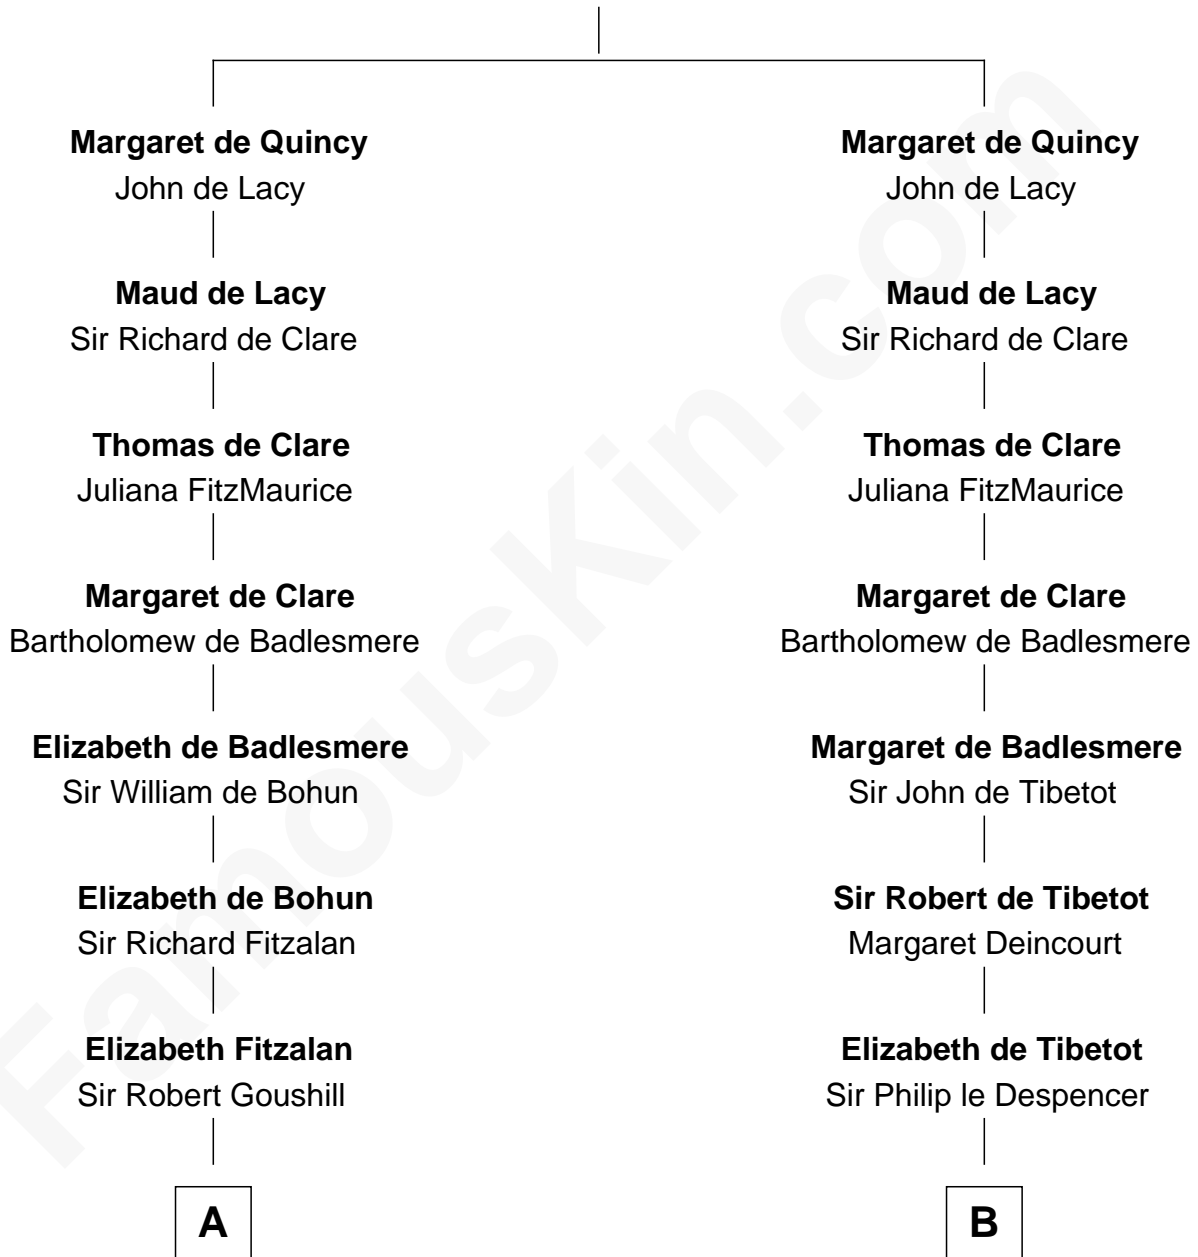 Margaret de Quincy
John de Lacy
Maud de Lacy
Sir Richard de Clare
Thomas de Clare
Juliana FitzMaurice
Margaret de Clare
Bartholomew de Badlesmere
Elizabeth de Badlesmere
Sir William de Bohun
Elizabeth de Bohun
Sir Richard Fitzalan
Elizabeth Fitzalan
Sir Robert Goushill
A
Margaret de Quincy
John de Lacy
Maud de Lacy
Sir Richard de Clare
Thomas de Clare
Juliana FitzMaurice
Margaret de Clare
Bartholomew de Badlesmere
Margaret de Badlesmere
Sir John de Tibetot
Sir Robert de Tibetot
Margaret Deincourt
Elizabeth de Tibetot
Sir Philip le Despencer
B
FamousKin.com